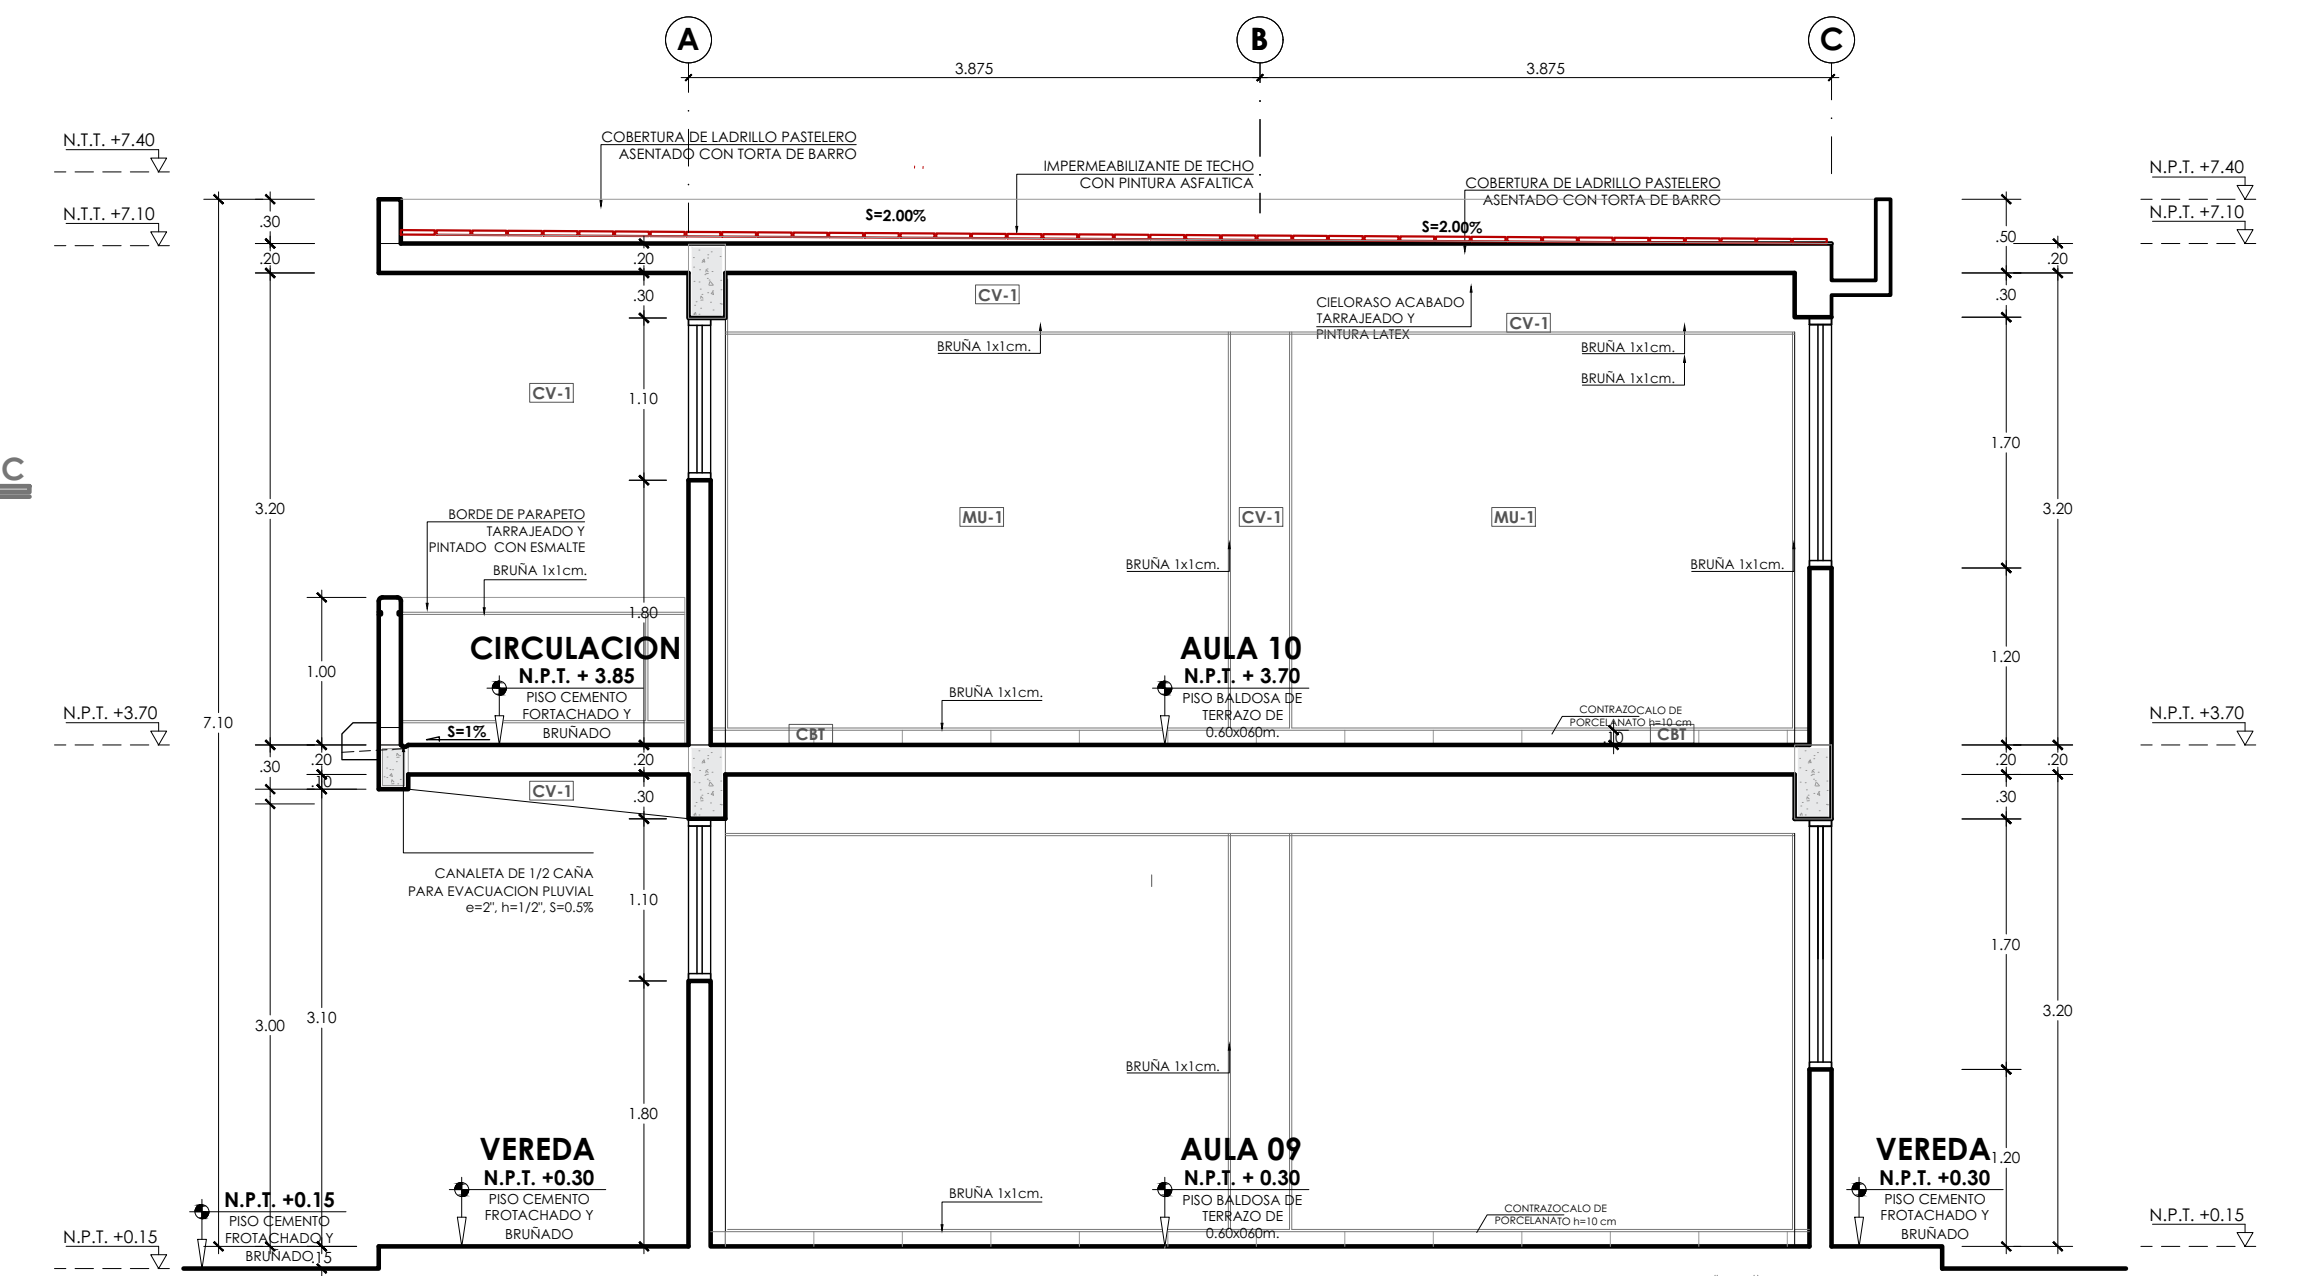 A
B
C
3.875
3.875
N.T.T. +7.40
COBERTURA DE LADRILLO PASTELERO
ASENTADO CON TORTA DE BARRO
IMPERMEABILIZANTE DE TECHO
CON PINTURA ASFALTICA
COBERTURA DE LADRILLO PASTELERO
ASENTADO CON TORTA DE BARRO
N.P.T. +7.40
N.T.T. +7.10
N.P.T. +7.10
.30
S=2.00%
S=2.00%
.50
.20
.20
.20
.30
CV-1
CIELORASO ACABADO
TARRAJEADO Y
PINTURA LATEX
CV-1
.30
BRUÑA 1x1cm.
BRUÑA 1x1cm.
BRUÑA 1x1cm.
CV-1
1.10
1.70
C
3.20
3.20
BORDE DE PARAPETO
TARRAJEADO Y
PINTADO CON ESMALTE
BRUÑA 1x1cm.
MU-1
CV-1
MU-1
BRUÑA 1x1cm.
BRUÑA 1x1cm.
1.80
1.00
1.20
CIRCULACION
N.P.T. + 3.85
PISO CEMENTO
FORTACHADO Y
BRUÑADO
AULA 10
N.P.T. + 3.70
PISO BALDOSA DE
TERRAZO DE
0.60x060m.
BRUÑA 1x1cm.
CONTRAZOCALO DE
PORCELANATO h=10 cm
N.P.T. +3.70
7.10
N.P.T. +3.70
S=1%
CBT
.10
CBT
.30
.20
.10
.20
.20
.20
CV-1
.30
.30
CANALETA DE 1/2 CAÑA
PARA EVACUACION PLUVIAL
e=2", h=1/2", S=0.5%
1.10
1.70
3.00
3.10
3.20
BRUÑA 1x1cm.
1.80
VEREDA
N.P.T. +0.30
PISO CEMENTO
FROTACHADO Y
BRUÑADO
AULA 09
N.P.T. + 0.30
PISO BALDOSA DE
TERRAZO DE
0.60x060m.
VEREDA
1.20
N.P.T. +0.30
PISO CEMENTO
FROTACHADO Y
BRUÑADO
N.P.T. +0.15
PISO CEMENTO
FROTACHADO Y
BRUÑADO
.15
BRUÑA 1x1cm.
CONTRAZOCALO DE
PORCELANATO h=10 cm
N.P.T. +0.15
N.P.T. +0.15